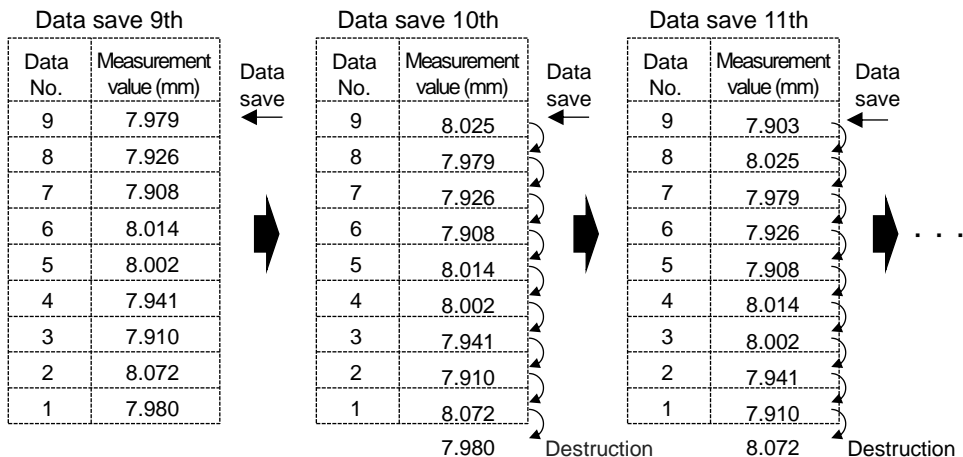 Data save 9th
Data No. Measurement value (mm)
9 7.979
8 7.926
7 7.908
6 8.014
5 8.002
4 7.941
3 7.910
2 8.072
1 7.980
Data save
Data save 10th
Data No. Measurement value (mm)
9 8.025
8 7.979
7 7.926
6 7.908
5 8.014
4 8.002
3 7.941
2 7.910
1 8.072
7.980 Destruction
Data save
Data save 11th
Data No. Measurement value (mm)
9 7.903
8 8.025
7 7.979
6 7.926
5 7.908
4 8.014
3 8.002
2 7.941
1 7.910
8.072 Destruction
Data save
. . .